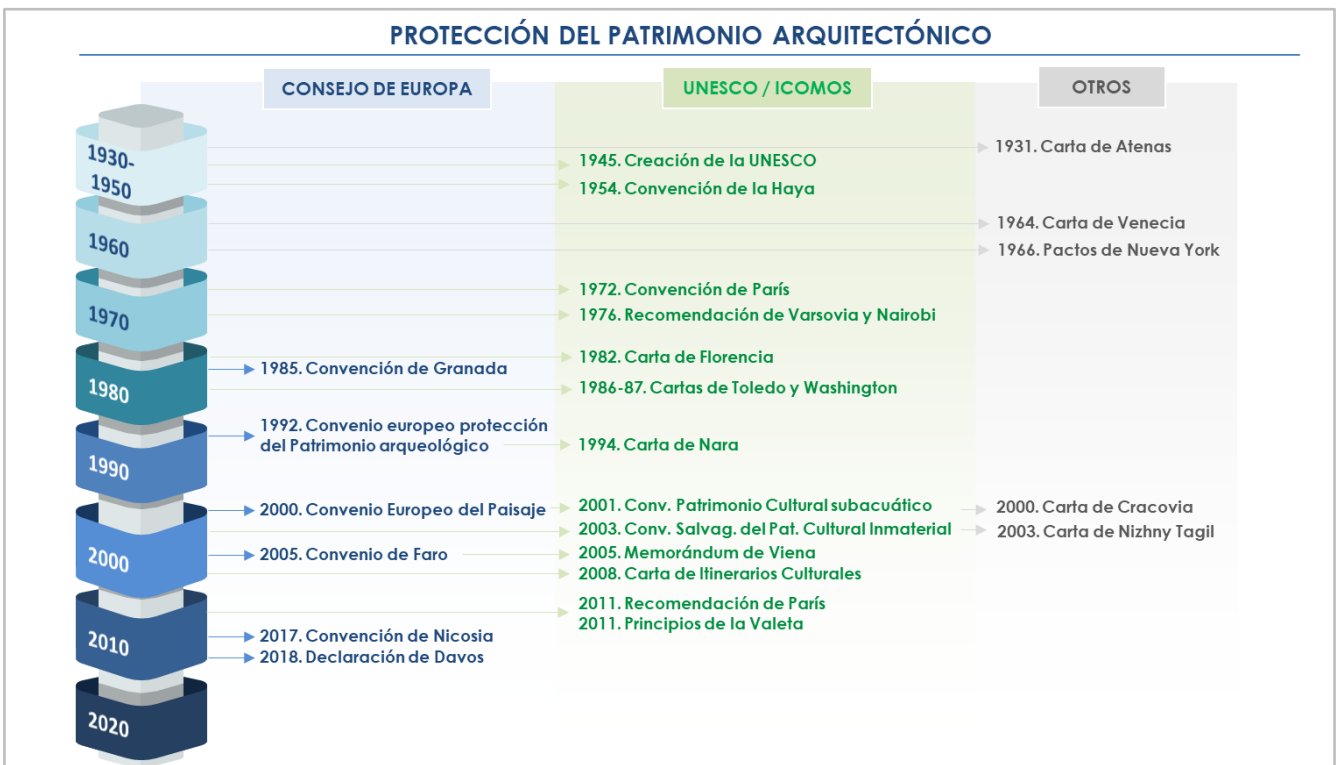 PROTECCIÓN DEL PATRIMONIO ARQUITECTÓNICO
CONSEJO DE EUROPA
UNESCO / ICOMOS
OTROS
1930-
1950
1931. Carta de Atenas
1945. Creación de la UNESCO
1954. Convención de la Haya
1960
1964. Carta de Venecia
1966. Pactos de Nueva York
1970
1972. Convención de París
1976. Recomendación de Varsovia y Nairobi
1980
1982. Carta de Florencia
1985. Convención de Granada
1986-87. Cartas de Toledo y Washington
1990
1992. Convenio europeo protección
del Patrimonio arqueológico
1994. Carta de Nara
2000
2000. Convenio Europeo del Paisaje
2001. Conv. Patrimonio Cultural subacuático
2000. Carta de Cracovia
2003. Conv. Salvag. del Pat. Cultural Inmaterial
2003. Carta de Nizhny Tagil
2005. Convenio de Faro
2005. Memorándum de Viena
2008. Carta de Itinerarios Culturales
2010
2011. Recomendación de París
2011. Principios de la Valeta
2017. Convención de Nicosia
2018. Declaración de Davos
2020